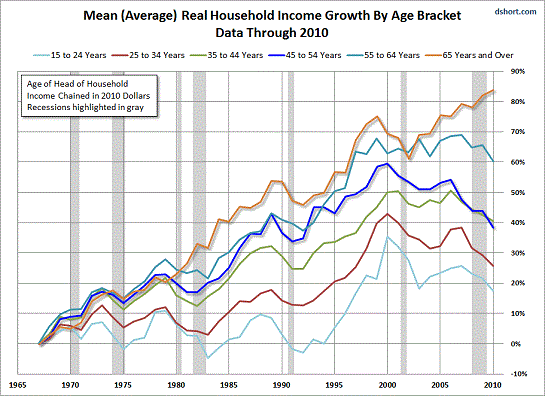 dshort.com
Mean (Average) Real Household Income Growth By Age Bracket
Data Through 2010
15 to 24 Years 25 to 34 Years 35 to 44 Years 45 to 54 Years 55 to 64 Years 65 Years and Over
Age of Head of Household
Income Chained in 2010 Dollars
Recessions highlighted in gray
90%
80%
70%
60%
50%
40%
30%
20%
10%
0%
-10%
1965 1970 1975 1980 1985 1990 1995 2000 2005 2010